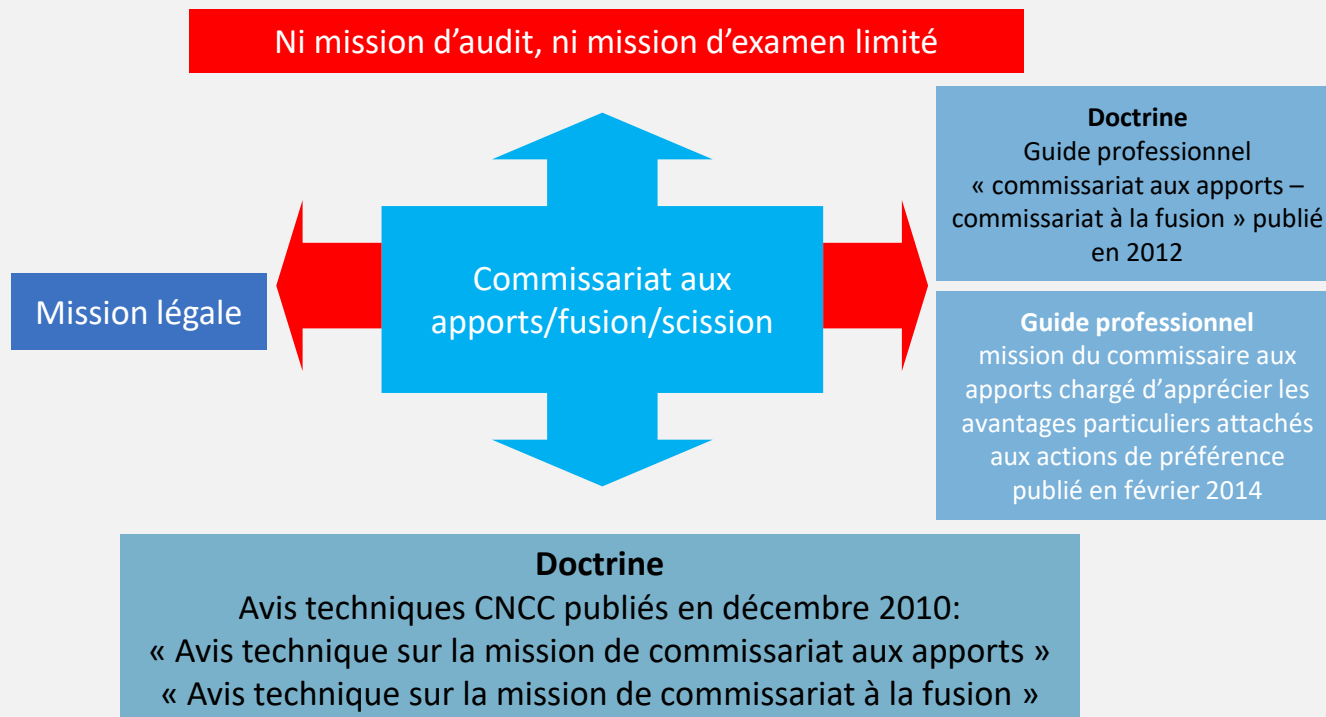 Ni mission d'audit, ni mission d'examen limité
Doctrine
Guide professionnel
« commissariat aux apports –
commissariat à la fusion » publié
en 2012
Mission légale
Commissariat aux
apports/fusion/scission
Guide professionnel
mission du commissaire aux
apports chargé d'apprécier les
avantages particuliers attachés
aux actions de préférence
publié en février 2014
Doctrine
Avis techniques CNCC publiés en décembre 2010:
« Avis technique sur la mission de commissariat aux apports »
« Avis technique sur la mission de commissariat à la fusion »